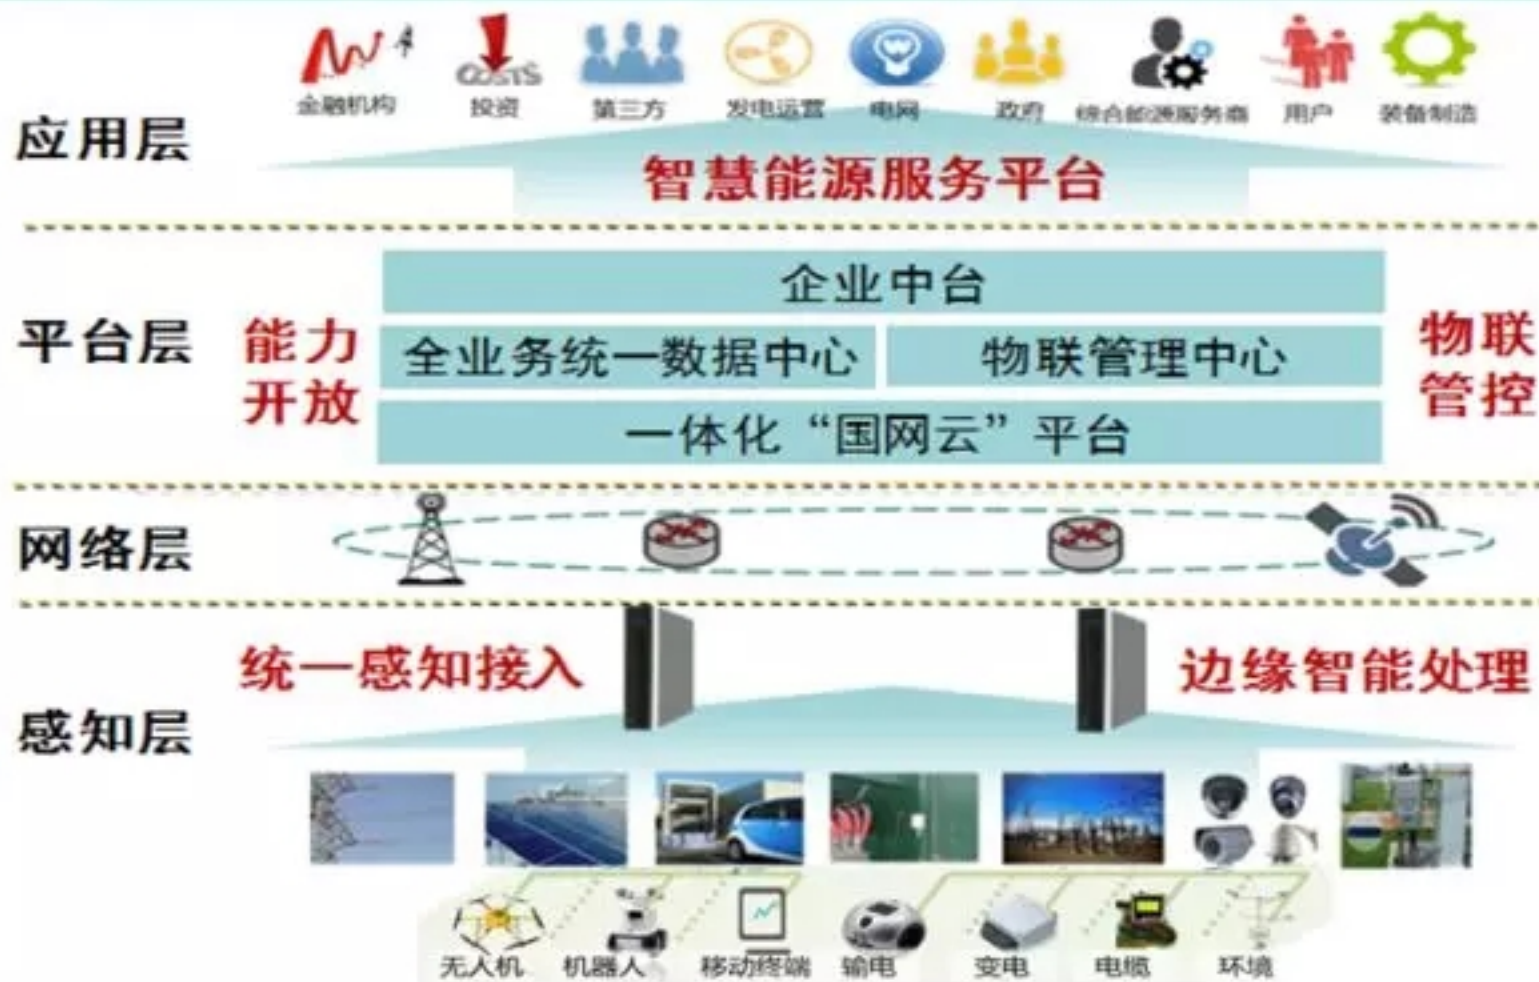 COSTS
金融机构 投资 第三方 发电运营 电网 政府 综合能源服务商 用户 装备制造
应用层
智慧能源服务平台
企业中台
平台层
能力
开放
全业务统一数据中心
物联管理中心
物联
管控
一体化“国网云”平台
网络层
统一感知接入
边缘智能处理
感知层
无人机 机器人 移动终端 输电 变电 电缆 环境